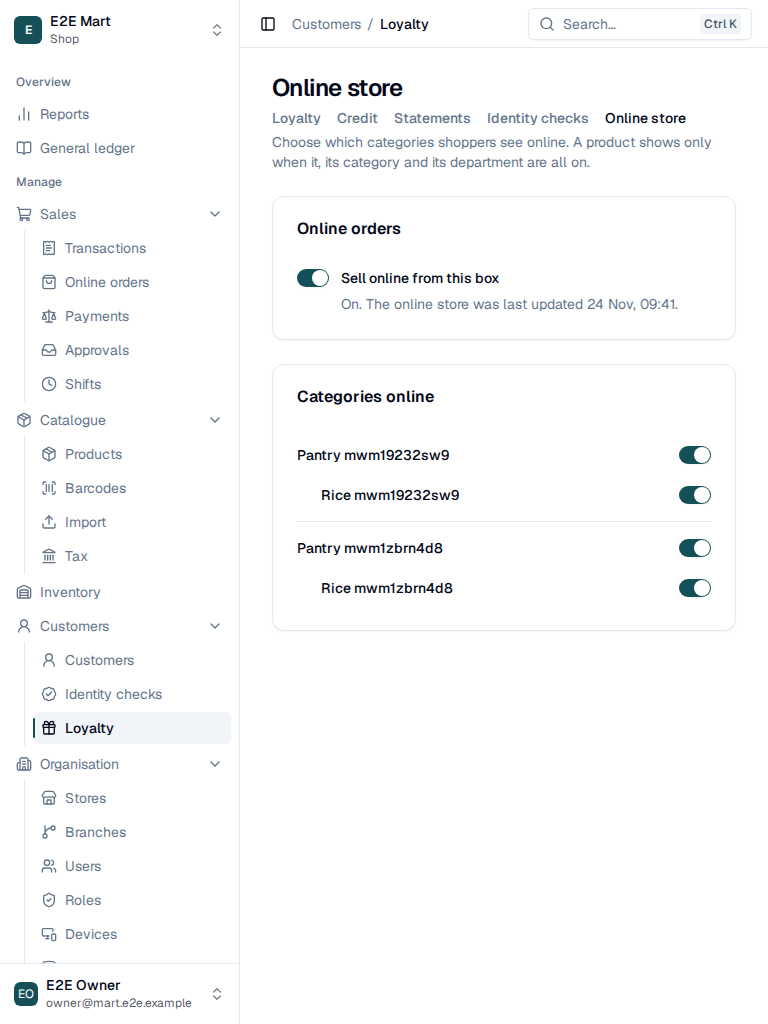 E
E2E Mart
Shop
Overview
Reports
General ledger
Manage
Sales
Transactions
Online orders
Payments
Approvals
Shifts
Catalogue
Products
Barcodes
Import
Tax
Inventory
Customers
Customers
Identity checks
Loyalty
Organisation
Stores
Branches
Users
Roles
Devices
EO
E2E Owner
owner@mart.e2e.example
Customers / Loyalty
Search... Ctrl K
Online store
Loyalty Credit Statements Identity checks Online store
Choose which categories shoppers see online. A product shows only
when it, its category and its department are all on.
Online orders
Sell online from this box
On. The online store was last updated 24 Nov, 09:41.
Categories online
Pantry mwm19232sw9
Rice mwm19232sw9
Pantry mwm1zbrn4d8
Rice mwm1zbrn4d8